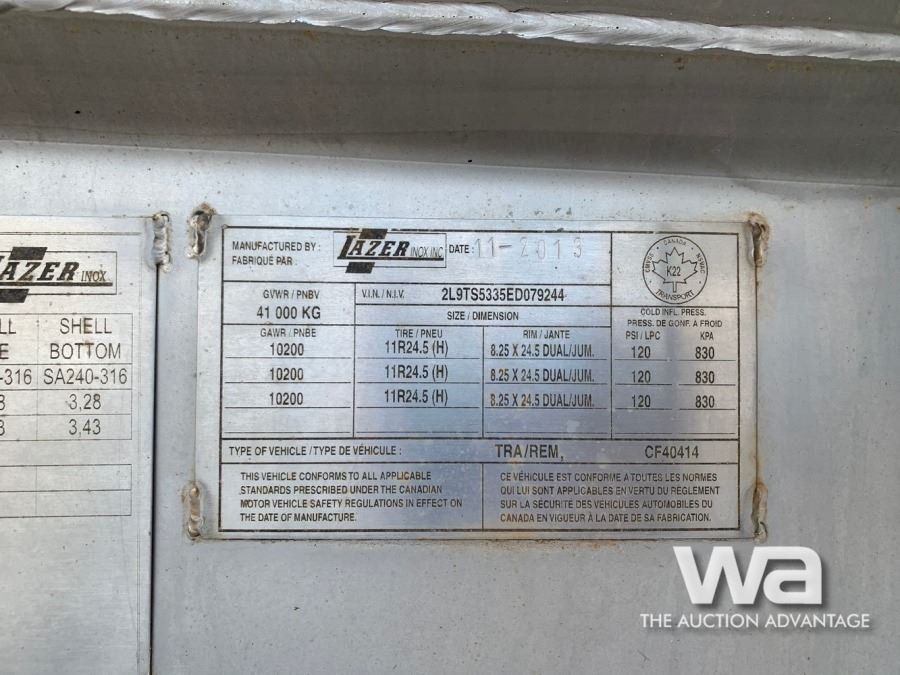 LAZER INOX
SHELL
BOTTOM
-316 SA240-316
3,28
3,43
MANUFACTURED BY :
FABRIQUÉ PAR :
LAZER INOX INC
DATE : 11-2013
CANADA
K22
TRANSPORT
GVWR / PNBV
41 000 KG
V.I.N. / N.I.V.
2L9TS5335ED079244
SIZE / DIMENSION
COLD INFL. PRESS.
PRESS. DE GONF. A FROID
GAWR / PNBE TIRE / PNEU RIM / JANTE PSI / LPC KPA
10200 11R24.5 (H) 8.25 X 24.5 DUAL/JUM. 120 830
10200 11R24.5 (H) 8.25 X 24.5 DUAL/JUM. 120 830
10200 11R24.5 (H) 8.25 X 24.5 DUAL/JUM. 120 830
TYPE OF VEHICLE / TYPE DE VÉHICULE : TRA/REM, CF40414
THIS VEHICLE CONFORMS TO ALL APPLICABLE
STANDARDS PRESCRIBED UNDER THE CANADIAN
MOTOR VEHICLE SAFETY REGULATIONS IN EFFECT ON
THE DATE OF MANUFACTURE.
CE VÉHICULE EST CONFORME À TOUTES LES NORMES
QUI LUI SONT APPLICABLES EN VERTU DU RÈGLEMENT
SUR LA SÉCURITÉ DES VÉHICULES AUTOMOBILES DU
CANADA EN VIGUEUR À LA DATE DE SA FABRICATION.
wa
THE AUCTION ADVANTAGE